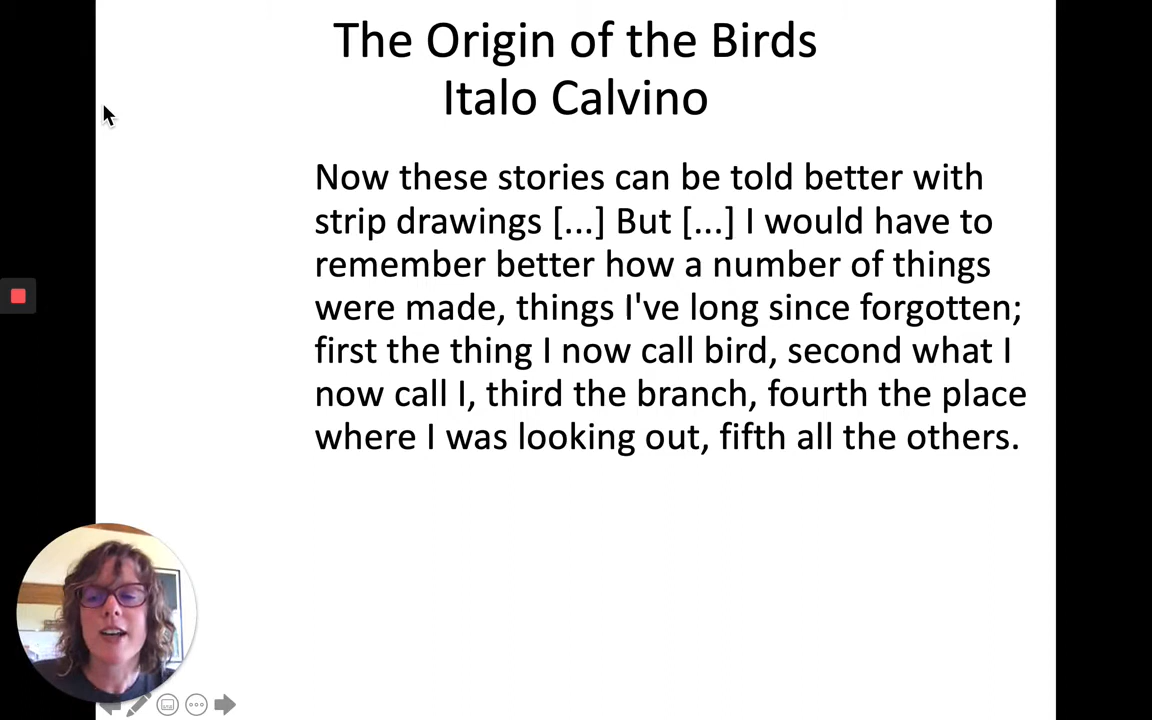 The Origin of the Birds
Italo Calvino
Now these stories can be told better with
strip drawings [...] But [...] I would have to
remember better how a number of things
were made, things I've long since forgotten;
first the thing I now call bird, second what I
now call I, third the branch, fourth the place
where I was looking out, fifth all the others.